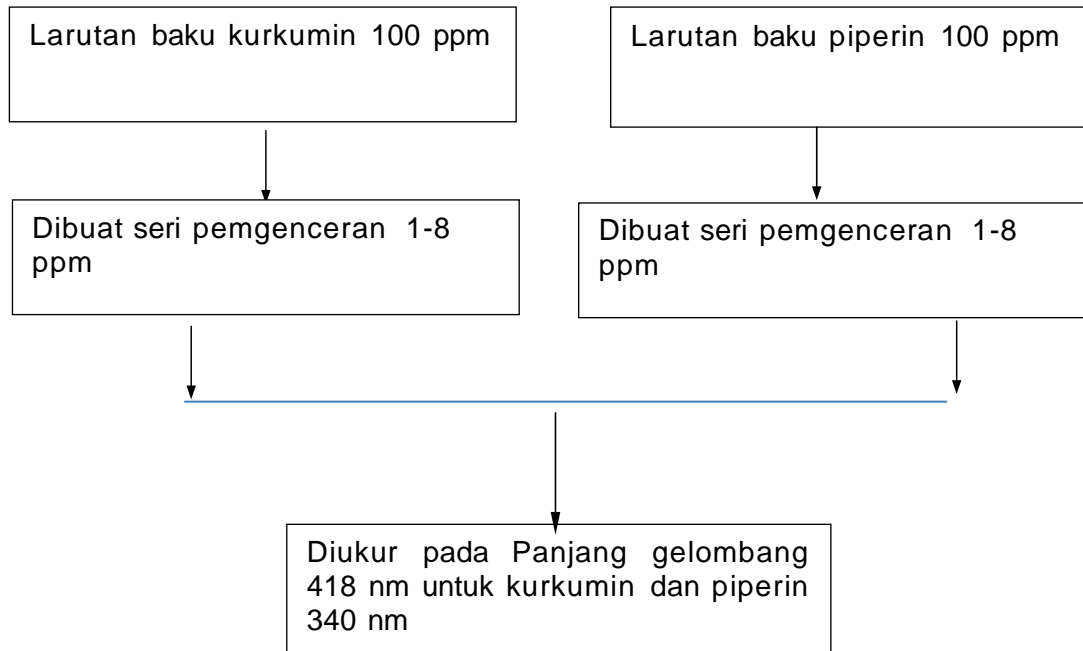 Larutan baku kurkumin 100 ppm
Larutan baku piperin 100 ppm
Dibuat seri pemgenceran 1-8
ppm
Dibuat seri pemgenceran 1-8
ppm
Diukur pada Panjang gelombang
418 nm untuk kurkumin dan piperin
340 nm